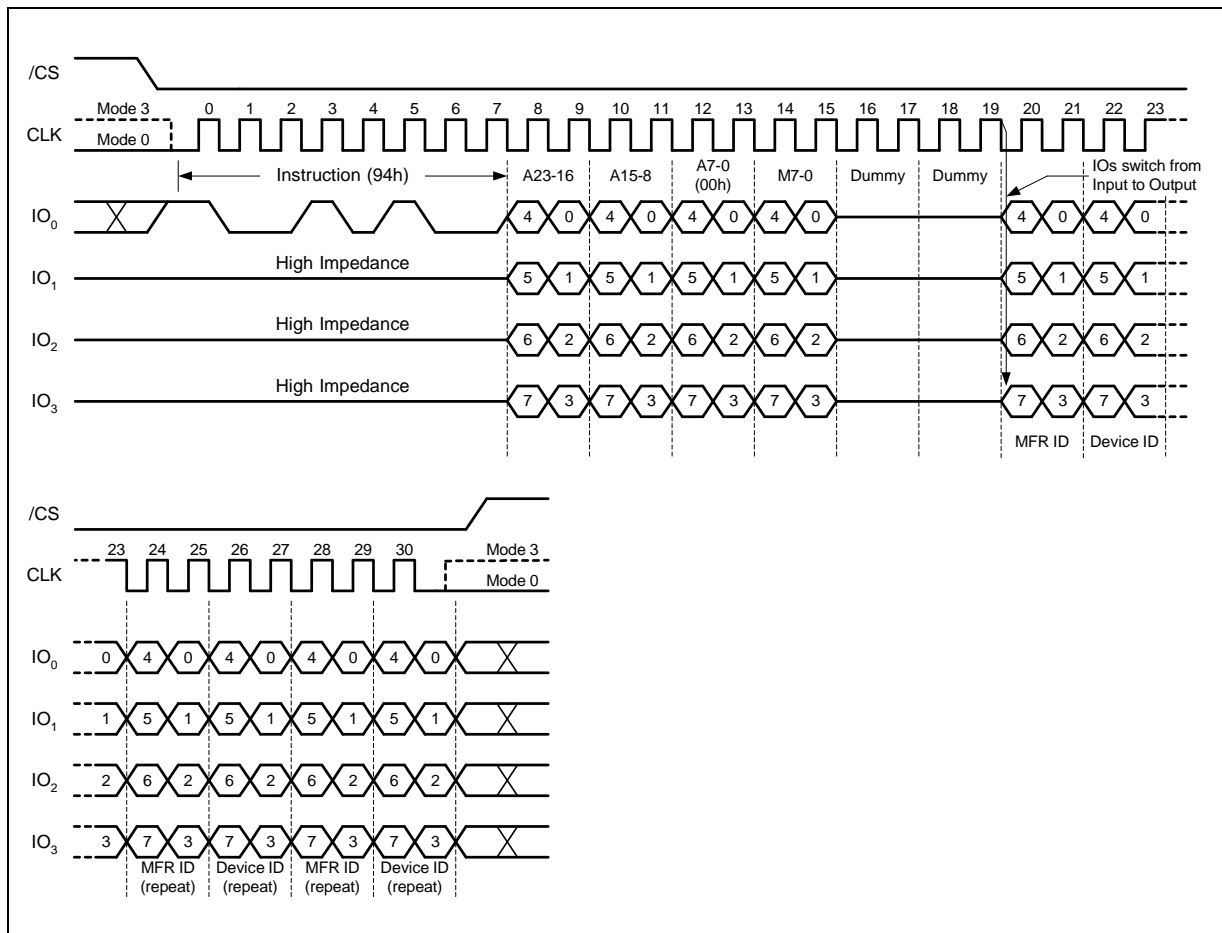 /CS
Mode 3 0 1 2 3 4 5 6 7 8 9 10 11 12 13 14 15 16 17 18 19 20 21 22 23
CLK
Mode 0
Instruction (94h) A23-16 A15-8 A7-0 (00h) M7-0 Dummy Dummy
IOs switch from
Input to Output
IO0 4 0 4 0 4 0 4 0 4 0 4 0
High Impedance
IO1 5 1 5 1 5 1 5 1 5 1 5 1
High Impedance
IO2 6 2 6 2 6 2 6 2 6 2 6 2
High Impedance
IO3 7 3 7 3 7 3 7 3 7 3 7 3
MFR ID Device ID
/CS
23 24 25 26 27 28 29 30 Mode 3
CLK
Mode 0
IO0 0 4 0 4 0 4 0 4 0
IO1 1 5 1 5 1 5 1 5 1
IO2 2 6 2 6 2 6 2 6 2
IO3 3 7 3 7 3 7 3 7 3
MFR ID Device ID MFR ID Device ID
(repeat) (repeat) (repeat) (repeat)